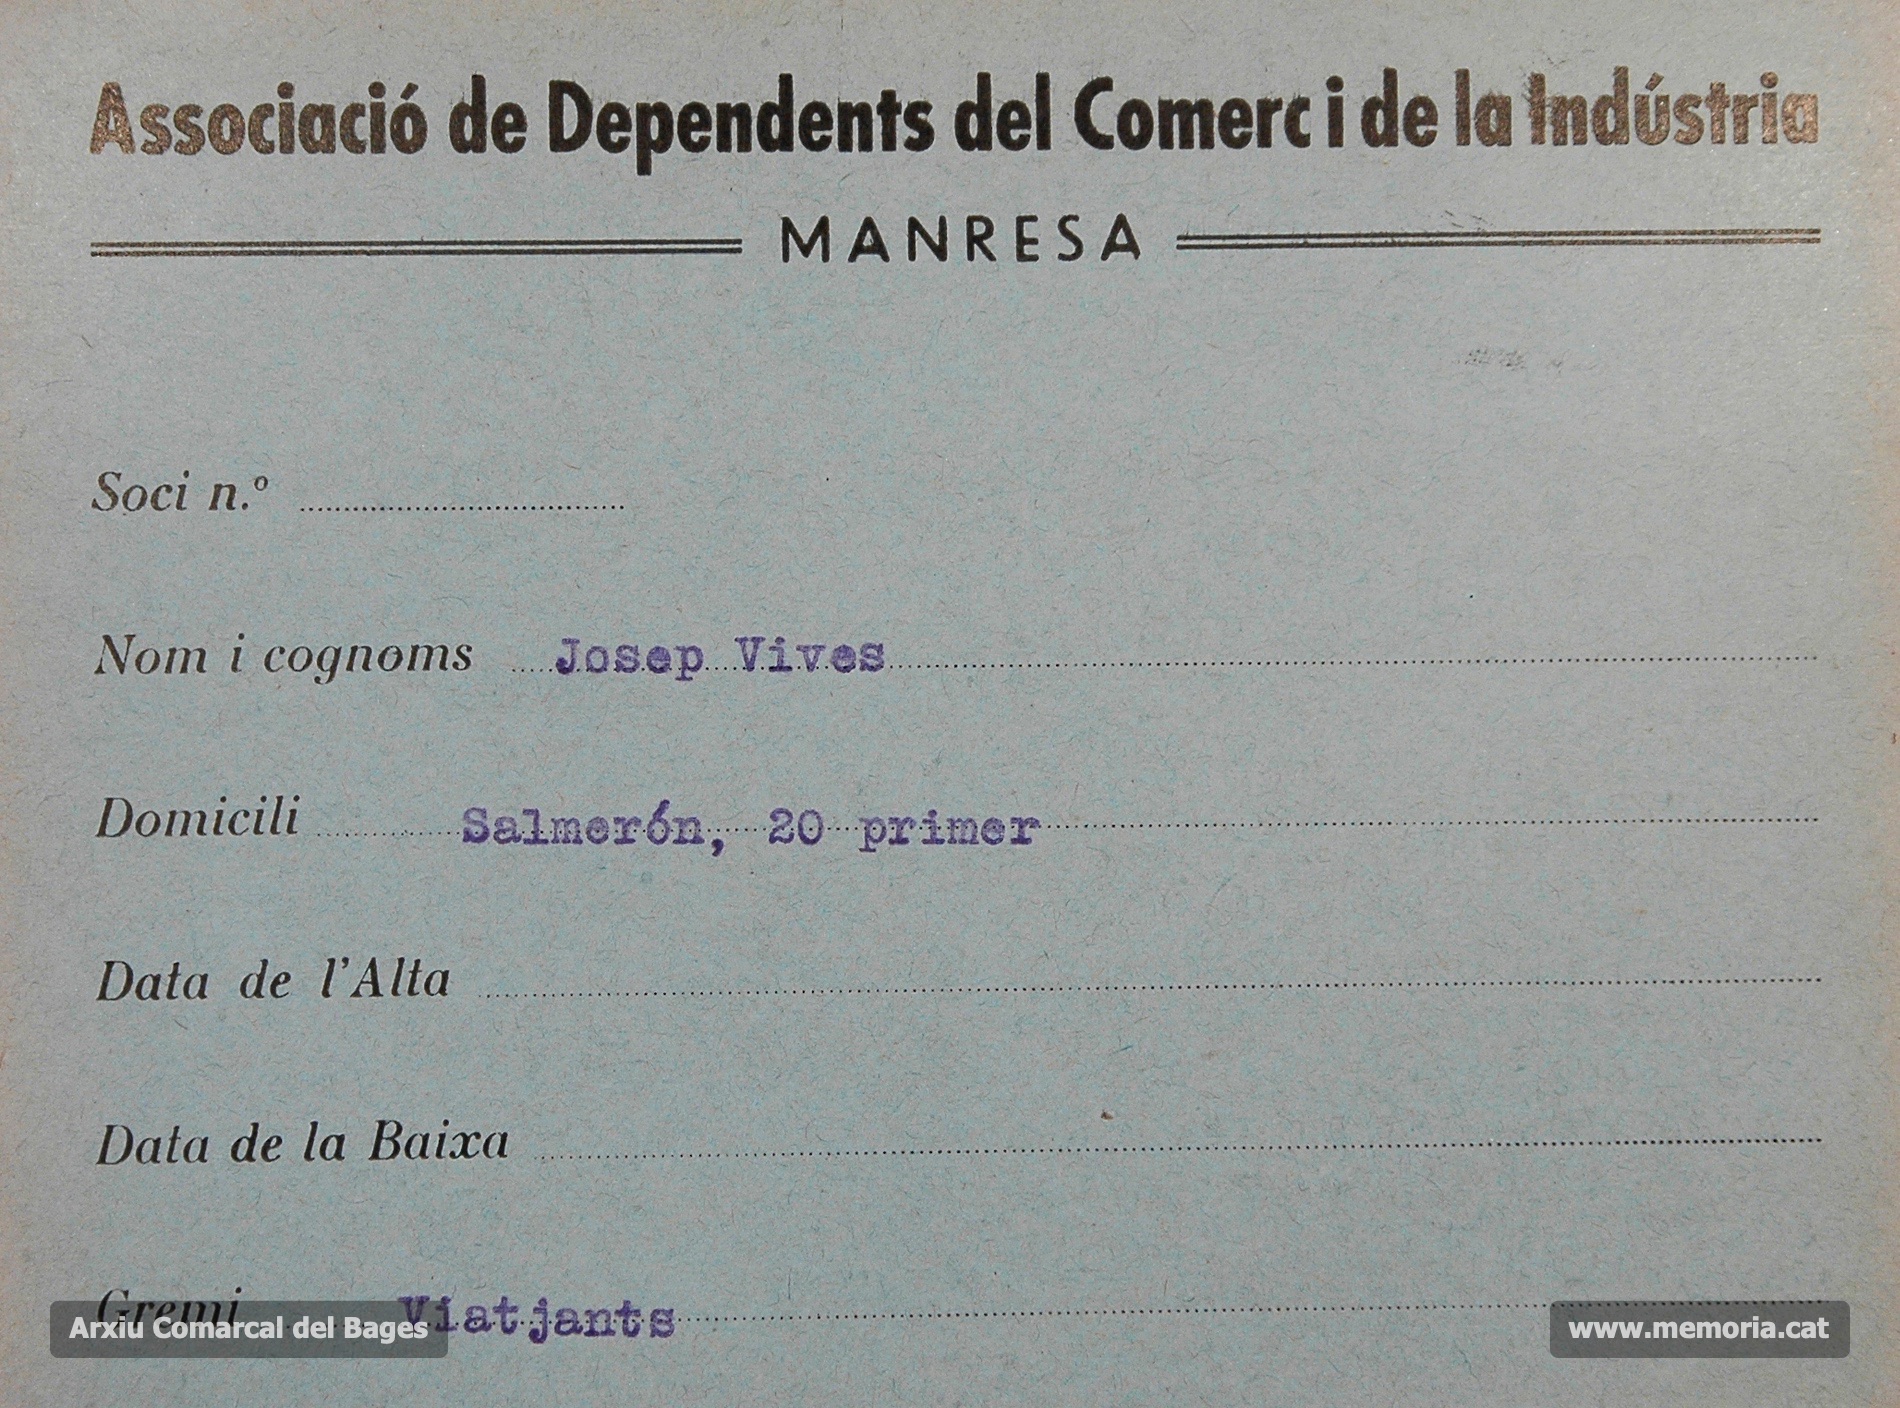 Associació de Dependents del Comerc i de la Indústria
MANRESA
Soci n.º
Nom i cognoms Josep Vives
Domicili Salmerón, 20 primer
Data de l'Alta
Data de la Baixa
Gremi Viatjants
Arxiu Comarcal del Bages
www.memoria.cat